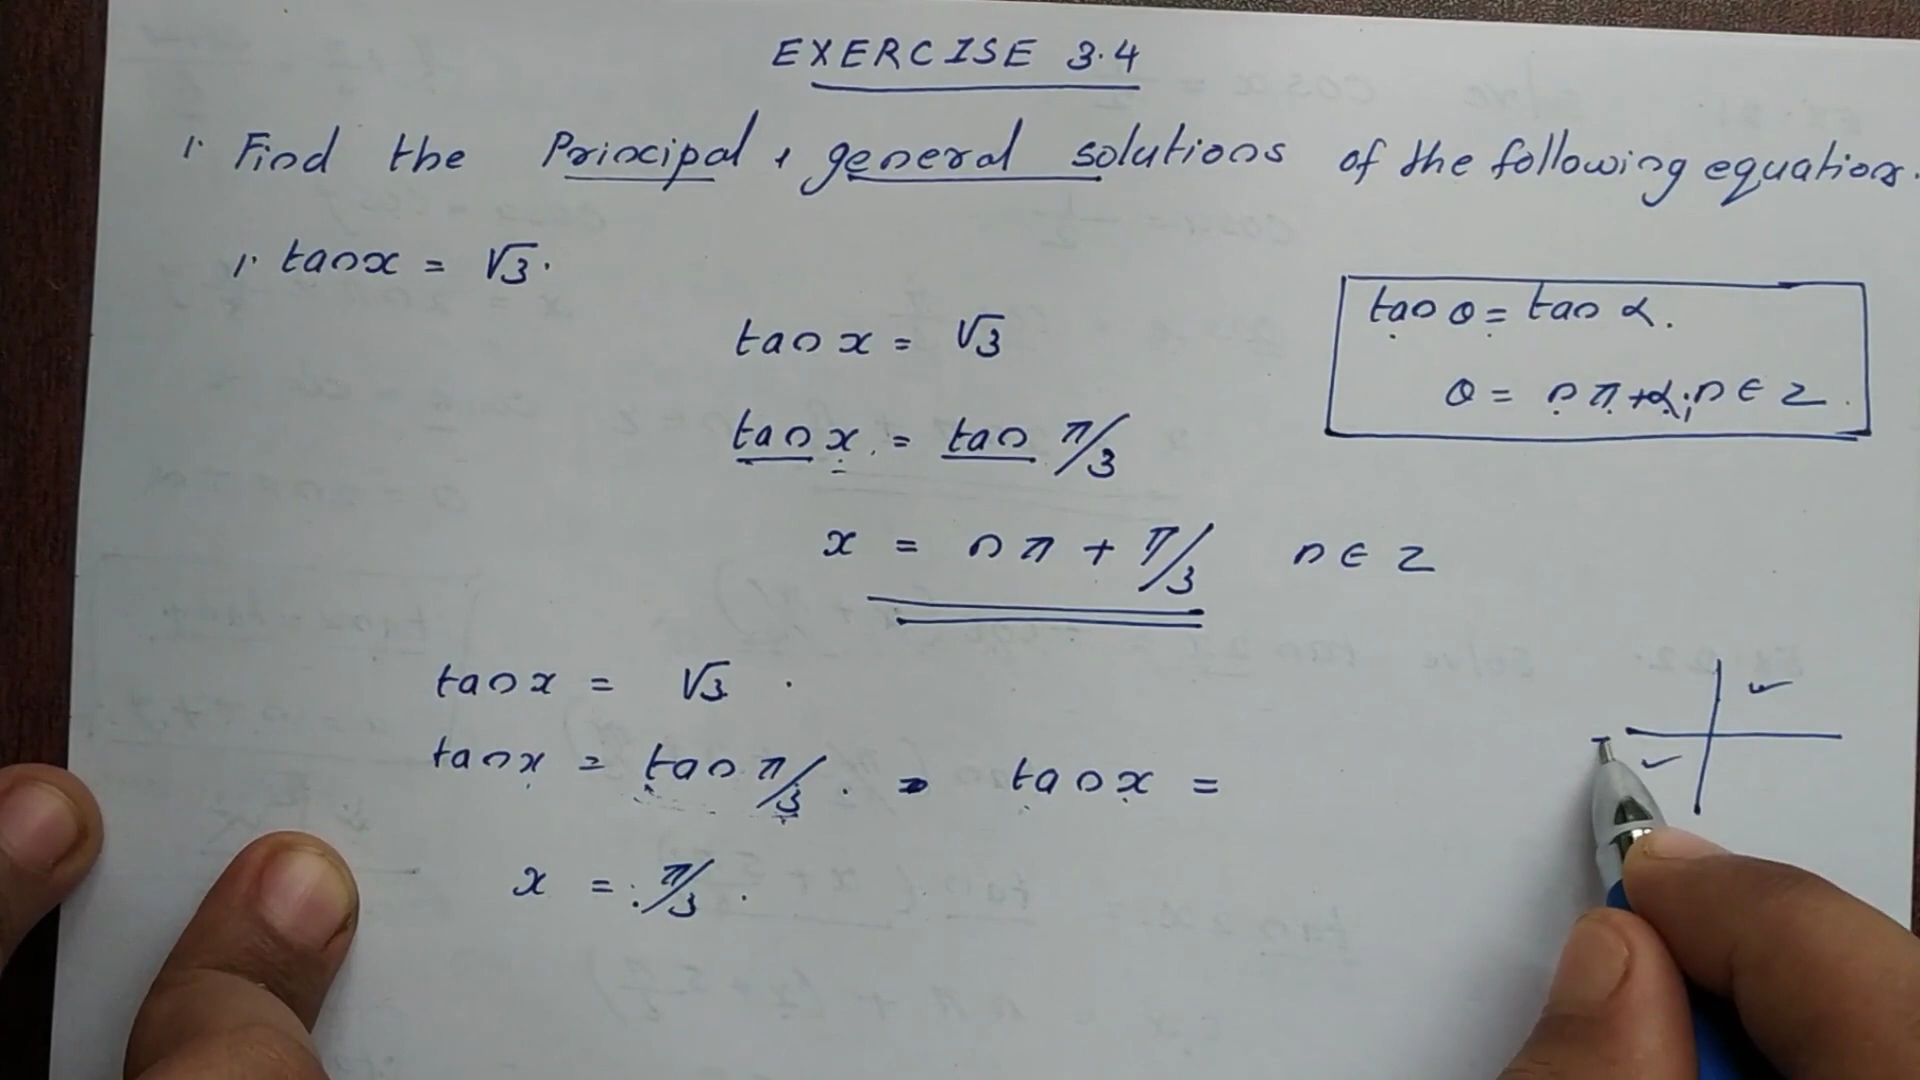 EXERCISE 3.4
1. Find the Principal & general solutions of the following equations.
1. tan x = √3.
tan x = √3
tan x = tan π/3
x = nπ + π/3 n ∈ Z
tan θ = tan α.
θ = nπ + α; n ∈ Z.
tan x = √3.
tan x = tan π/3. = tan x =
x = π/3.